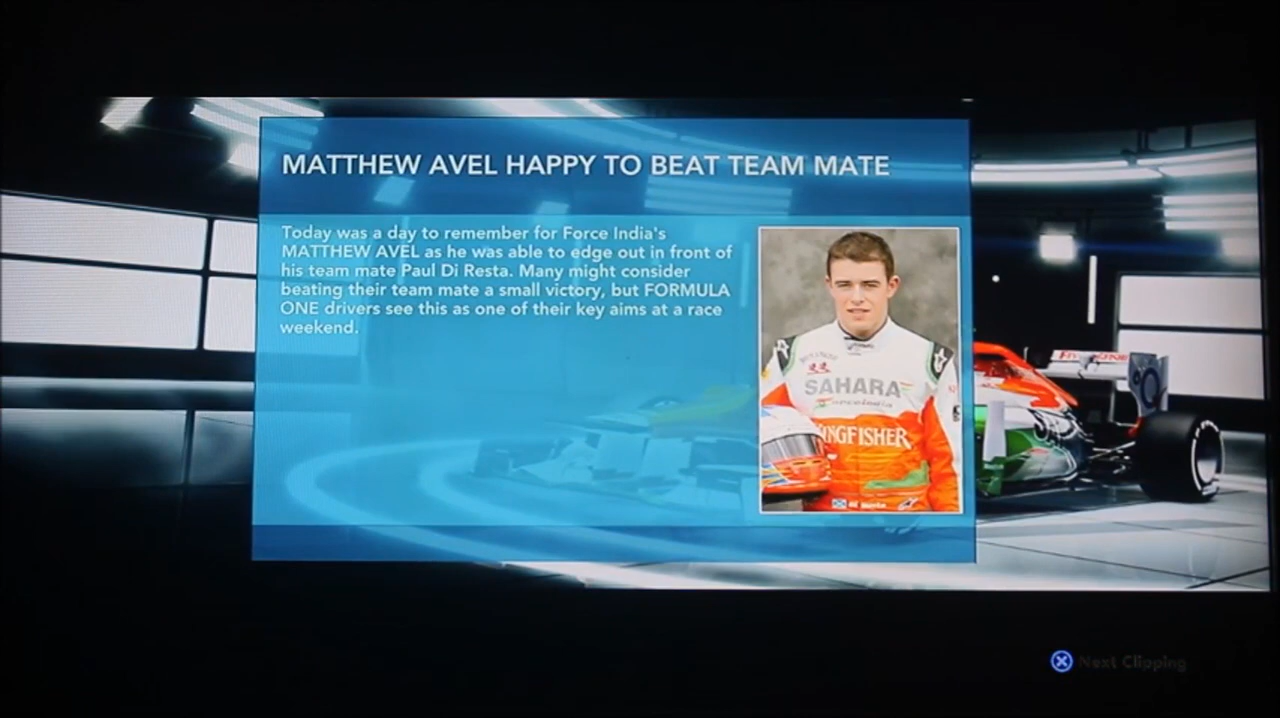 MATTHEW AVEL HAPPY TO BEAT TEAM MATE
Today was a day to remember for Force India's
MATTHEW AVEL as he was able to edge out in front of
his team mate Paul Di Resta. Many might consider
beating their team mate a small victory, but FORMULA
ONE drivers see this as one of their key aims at a race
weekend.
SAHARA
KINGFISHER
Next Clipping